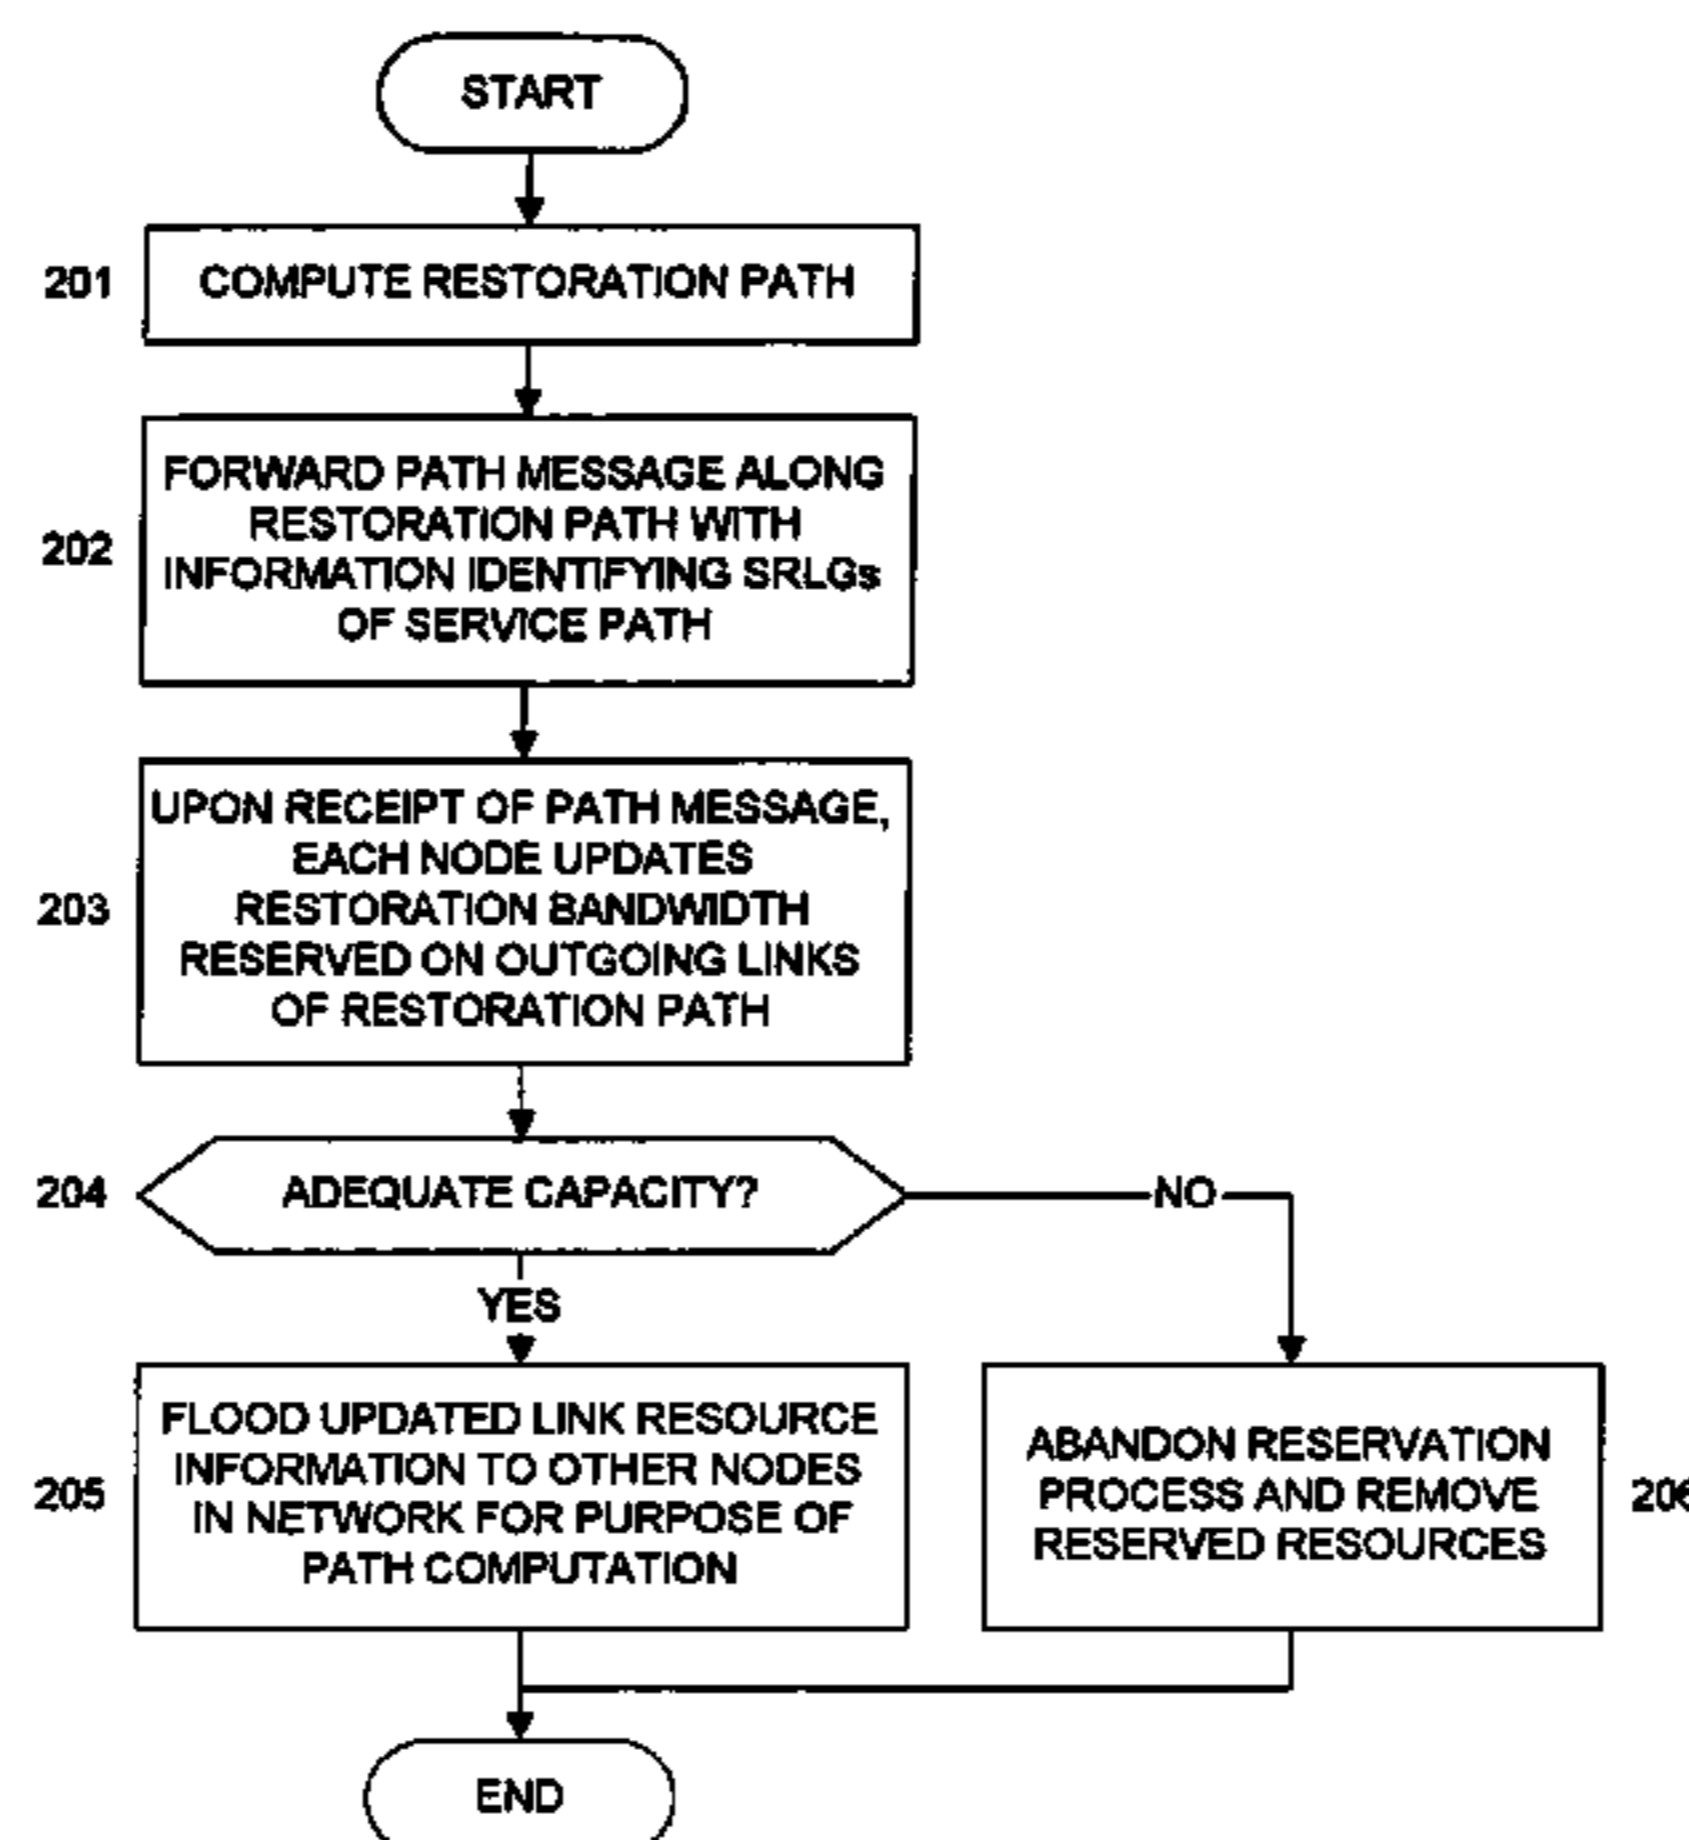 START
201
COMPUTE RESTORATION PATH
202
FORWARD PATH MESSAGE ALONG
RESTORATION PATH WITH
INFORMATION IDENTIFYING SRLGs
OF SERVICE PATH
203
UPON RECEIPT OF PATH MESSAGE,
EACH NODE UPDATES
RESTORATION BANDWIDTH
RESERVED ON OUTGOING LINKS
OF RESTORATION PATH
204
ADEQUATE CAPACITY?
NO
YES
205
FLOOD UPDATED LINK RESOURCE
INFORMATION TO OTHER NODES
IN NETWORK FOR PURPOSE OF
PATH COMPUTATION
ABANDON RESERVATION
PROCESS AND REMOVE
RESERVED RESOURCES
206
END